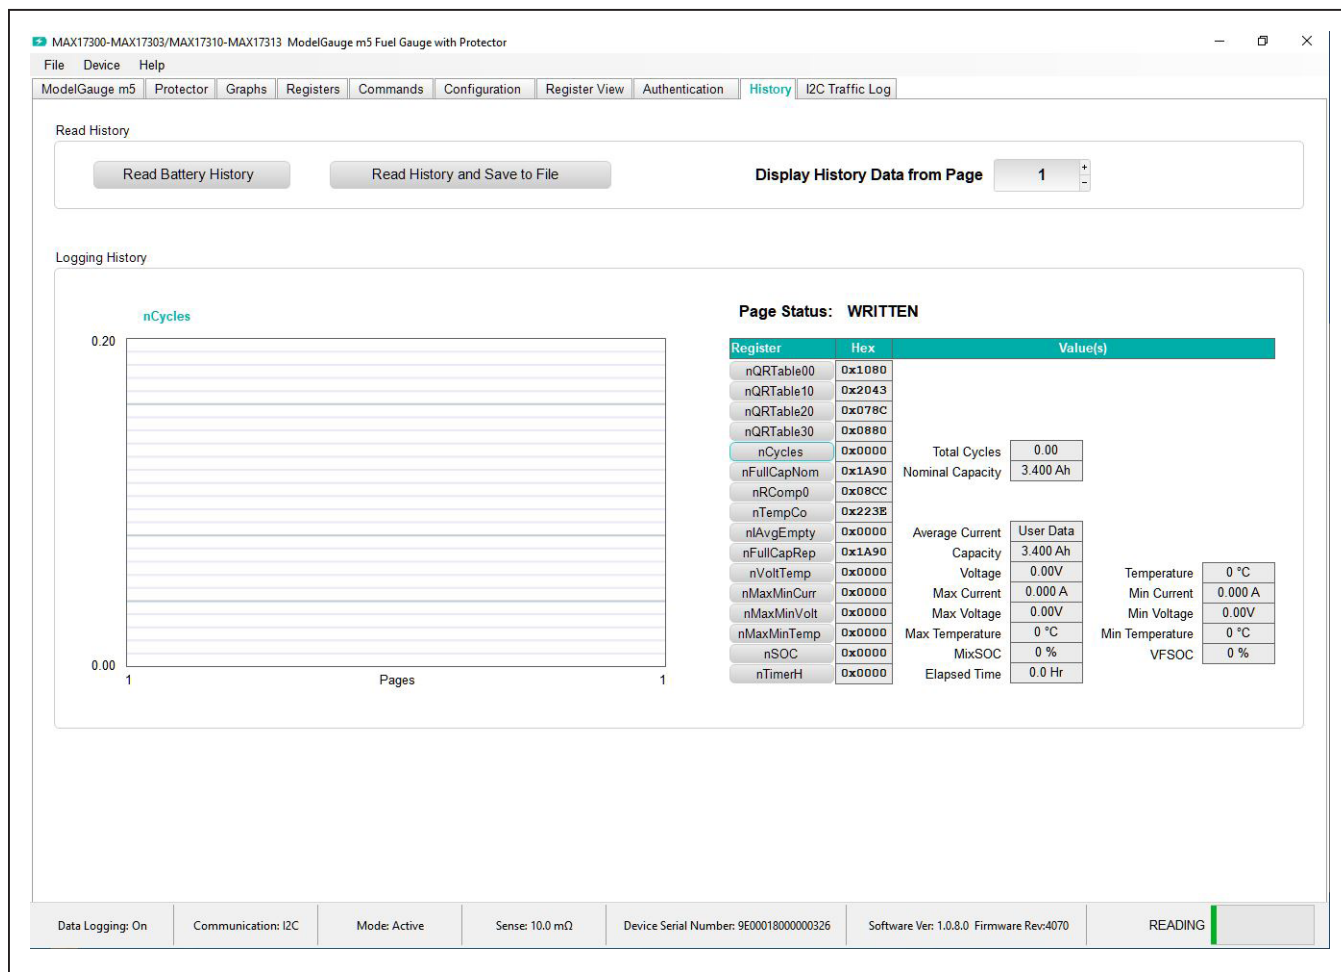 MAX17300-MAX17303/MAX17310-MAX17313 ModelGauge m5 Fuel Gauge with Protector
File Device Help
ModelGauge m5 Protector Graphs Registers Commands Configuration Register View Authentication History I2C Traffic Log
Read History
Read Battery History Read History and Save to File Display History Data from Page 1 + -
Logging History
nCycles
0.20
0.00
1 Pages 1
Page Status: WRITTEN
Register Hex Value(s)
nQRTable00 0x1080
nQRTable10 0x2043
nQRTable20 0x078C
nQRTable30 0x0880
nCycles 0x0000 Total Cycles 0.00
nFullCapNom 0x1A90 Nominal Capacity 3.400 Ah
nRComp0 0x08CC
nTempCo 0x223E
nIAvgEmpty 0x0000 Average Current User Data
nFullCapRep 0x1A90 Capacity 3.400 Ah
nVoltTemp 0x0000 Voltage 0.00V Temperature 0 °C
nMaxMinCurr 0x0000 Max Current 0.000 A Min Current 0.000 A
nMaxMinVolt 0x0000 Max Voltage 0.00V Min Voltage 0.00V
nMaxMinTemp 0x0000 Max Temperature 0 °C Min Temperature 0 °C
nSOC 0x0000 MixSOC 0 % VFSOC 0 %
nTimerH 0x0000 Elapsed Time 0.0 Hr
Data Logging: On Communication: I2C Mode: Active Sense: 10.0 mΩ Device Serial Number: 9E00018000000326 Software Ver: 1.0.8.0 Firmware Rev:4070 READING